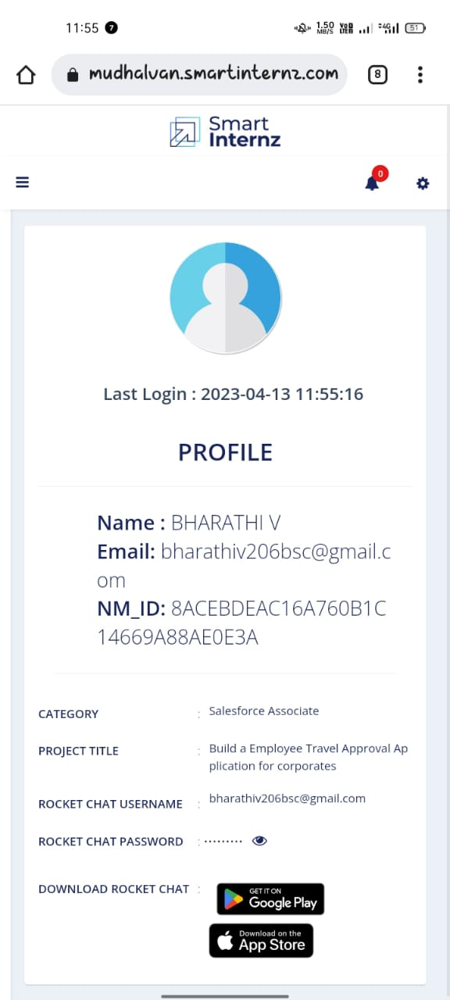 11:55 7 1.50 MB/S VoD LTE2 4G 51
mudhalvan.smartinternz.com 8
Smart
Internz
0
Last Login : 2023-04-13 11:55:16
PROFILE
Name : BHARATHI V
Email: bharathiv206bsc@gmail.c
om
NM_ID: 8ACEBDEAC16A760B1C
14669A88AE0E3A
CATEGORY : Salesforce Associate
PROJECT TITLE : Build a Employee Travel Approval Ap
plication for corporates
ROCKET CHAT USERNAME : bharathiv206bsc@gmail.com
ROCKET CHAT PASSWORD : ·········
DOWNLOAD ROCKET CHAT :
GET IT ON
Google Play
Download on the
App Store